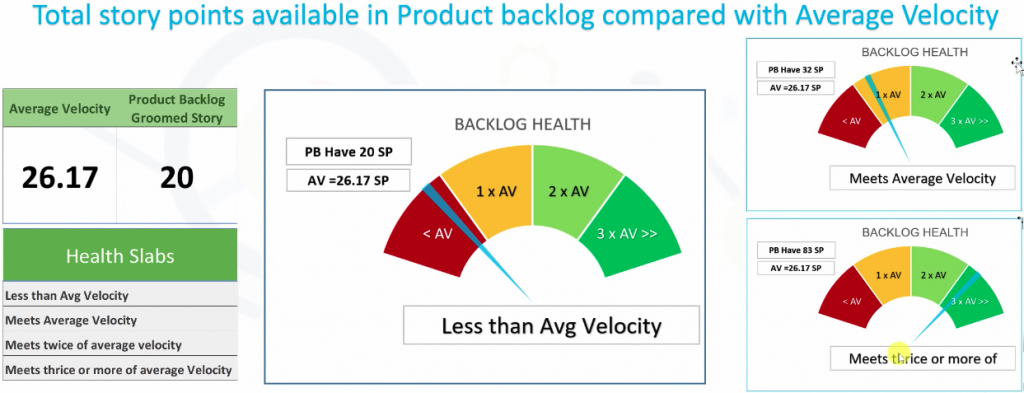 Total story points available in Product backlog compared with Average Velocity
Average Velocity
Product Backlog
Groomed Story
26.17
20
Health Slabs
Less than Avg Velocity
Meets Average Velocity
Meets twice of average velocity
Meets thrice or more of average Velocity
BACKLOG HEALTH
PB Have 20 SP
AV =26.17 SP
< AV
1 x AV
2 x AV
3 x AV >>
Less than Avg Velocity
BACKLOG HEALTH
PB Have 32 SP
AV =26.17 SP
< AV
1 x AV
2 x AV
3 x AV >>
Meets Average Velocity
BACKLOG HEALTH
PB Have 83 SP
AV =26.17 SP
< AV
1 x AV
2 x AV
3 x AV >>
Meets thrice or more of